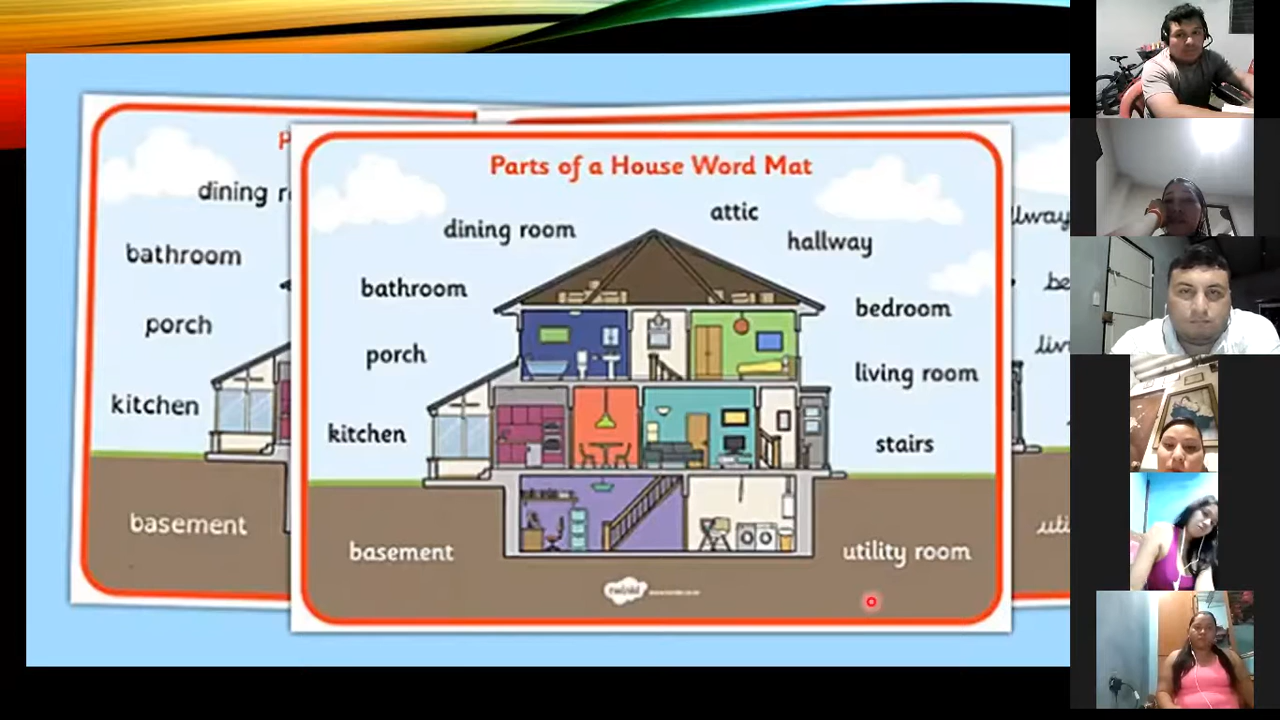 Parts of a House Word Mat
attic
dining room
hallway
bathroom
bedroom
porch
living room
kitchen
stairs
basement
utility room
twinkl
dining
bathroom
porch
kitchen
basement